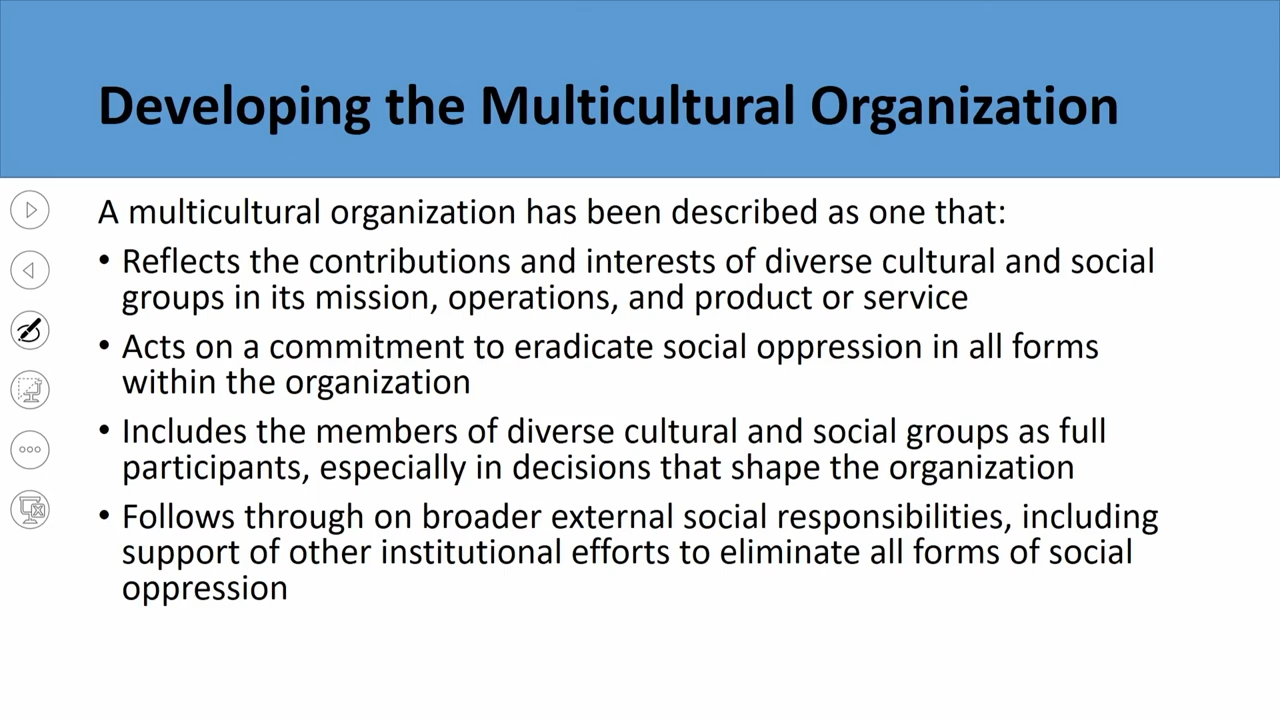 Developing the Multicultural Organization
A multicultural organization has been described as one that:
• Reflects the contributions and interests of diverse cultural and social
groups in its mission, operations, and product or service
• Acts on a commitment to eradicate social oppression in all forms
within the organization
• Includes the members of diverse cultural and social groups as full
participants, especially in decisions that shape the organization
• Follows through on broader external social responsibilities, including
support of other institutional efforts to eliminate all forms of social
oppression